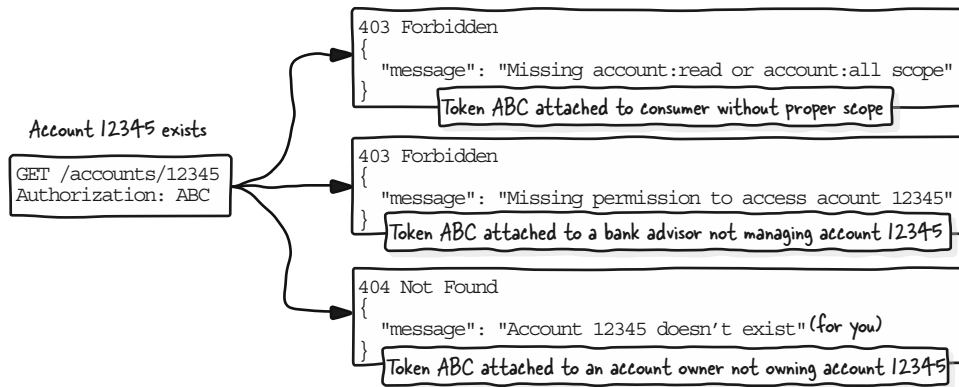 Account 12345 exists
GET /accounts/12345
Authorization: ABC
403 Forbidden
{
"message": "Missing account:read or account:all scope"
}
Token ABC attached to consumer without proper scope
403 Forbidden
{
"message": "Missing permission to access acount 12345"
}
Token ABC attached to a bank advisor not managing account 12345
404 Not Found
{
"message": "Account 12345 doesn't exist" (for you)
}
Token ABC attached to an account owner not owning account 12345